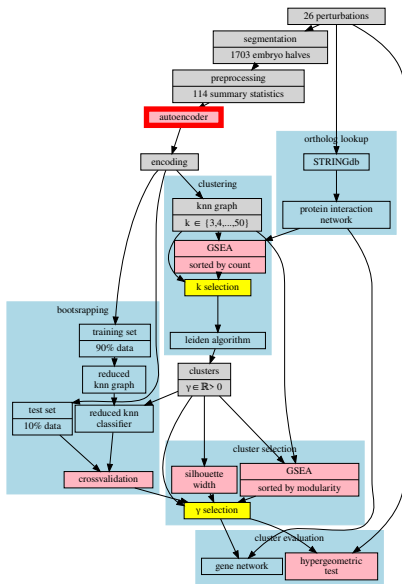 26 perturbations
segmentation
1703 embryo halves
preprocessing
114 summary statistics
autoencoder
ortholog lookup
encoding
STRINGdb
clustering
knn graph
k ∈ {3,4,...,50}
protein interaction
network
GSEA
sorted by count
k selection
bootsrapping
training set
90% data
leiden algorithm
reduced
knn graph
clusters
γ ∈ ℝ > 0
test set
10% data
reduced knn
classifier
cluster selection
crossvalidation
silhouette
width
GSEA
sorted by modularity
γ selection
cluster evaluation
gene network
hypergeometric
test